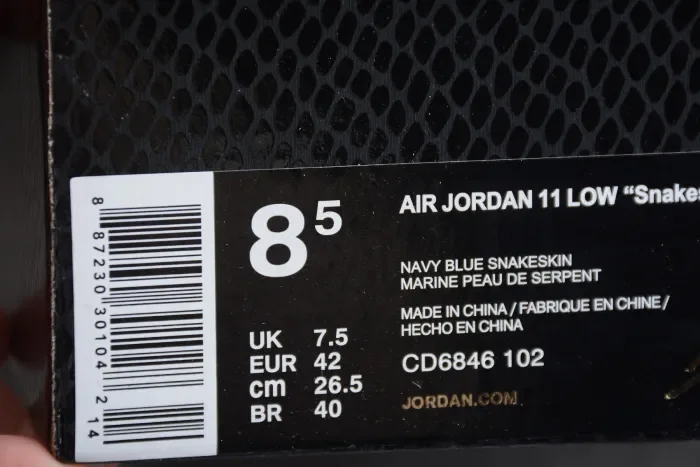 8 87230 30104 2 14
8 5
AIR JORDAN 11 LOW “Snakes
NAVY BLUE SNAKESKIN
MARINE PEAU DE SERPENT
MADE IN CHINA / FABRIQUE EN CHINE /
HECHO EN CHINA
UK 7.5
EUR 42
cm 26.5
BR 40
CD6846 102
JORDAN.COM